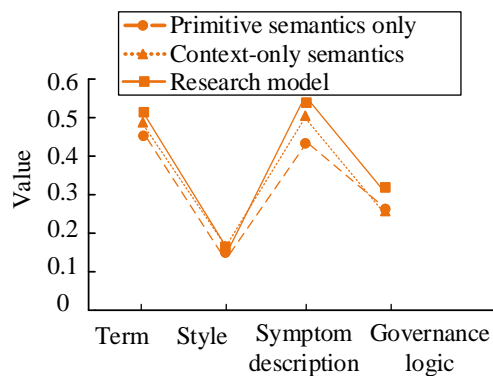 Primitive semantics only
Context-only semantics
Research model
Value
0.6
0.5
0.4
0.3
0.2
0.1
0
Term
Style
Symptom
description
Governance
logic